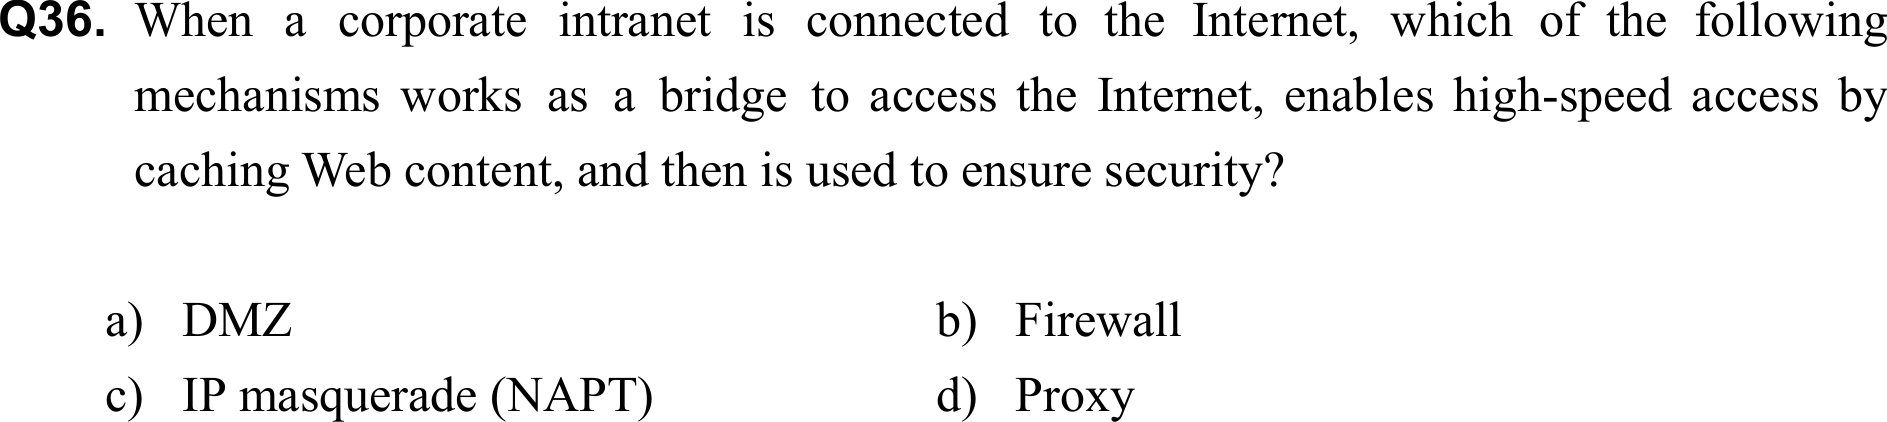 Q36. When a corporate intranet is connected to the Internet, which of the following
mechanisms works as a bridge to access the Internet, enables high-speed access by
caching Web content, and then is used to ensure security?
a) DMZ b) Firewall
c) IP masquerade (NAPT) d) Proxy